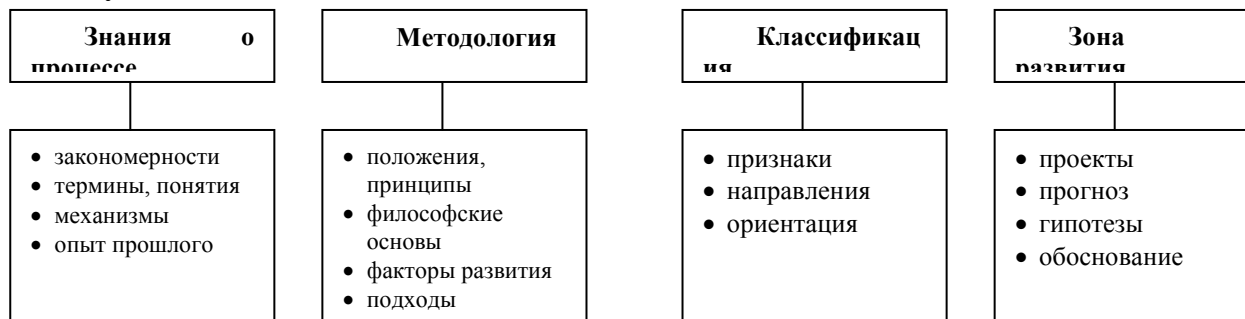 Знания о
процессе
• закономерности
• термины, понятия
• механизмы
• опыт прошлого
Методология
• положения,
принципы
• философские
основы
• факторы развития
• подходы
Классификац
ия
• признаки
• направления
• ориентация
Зона
развития
• проекты
• прогноз
• гипотезы
• обоснование